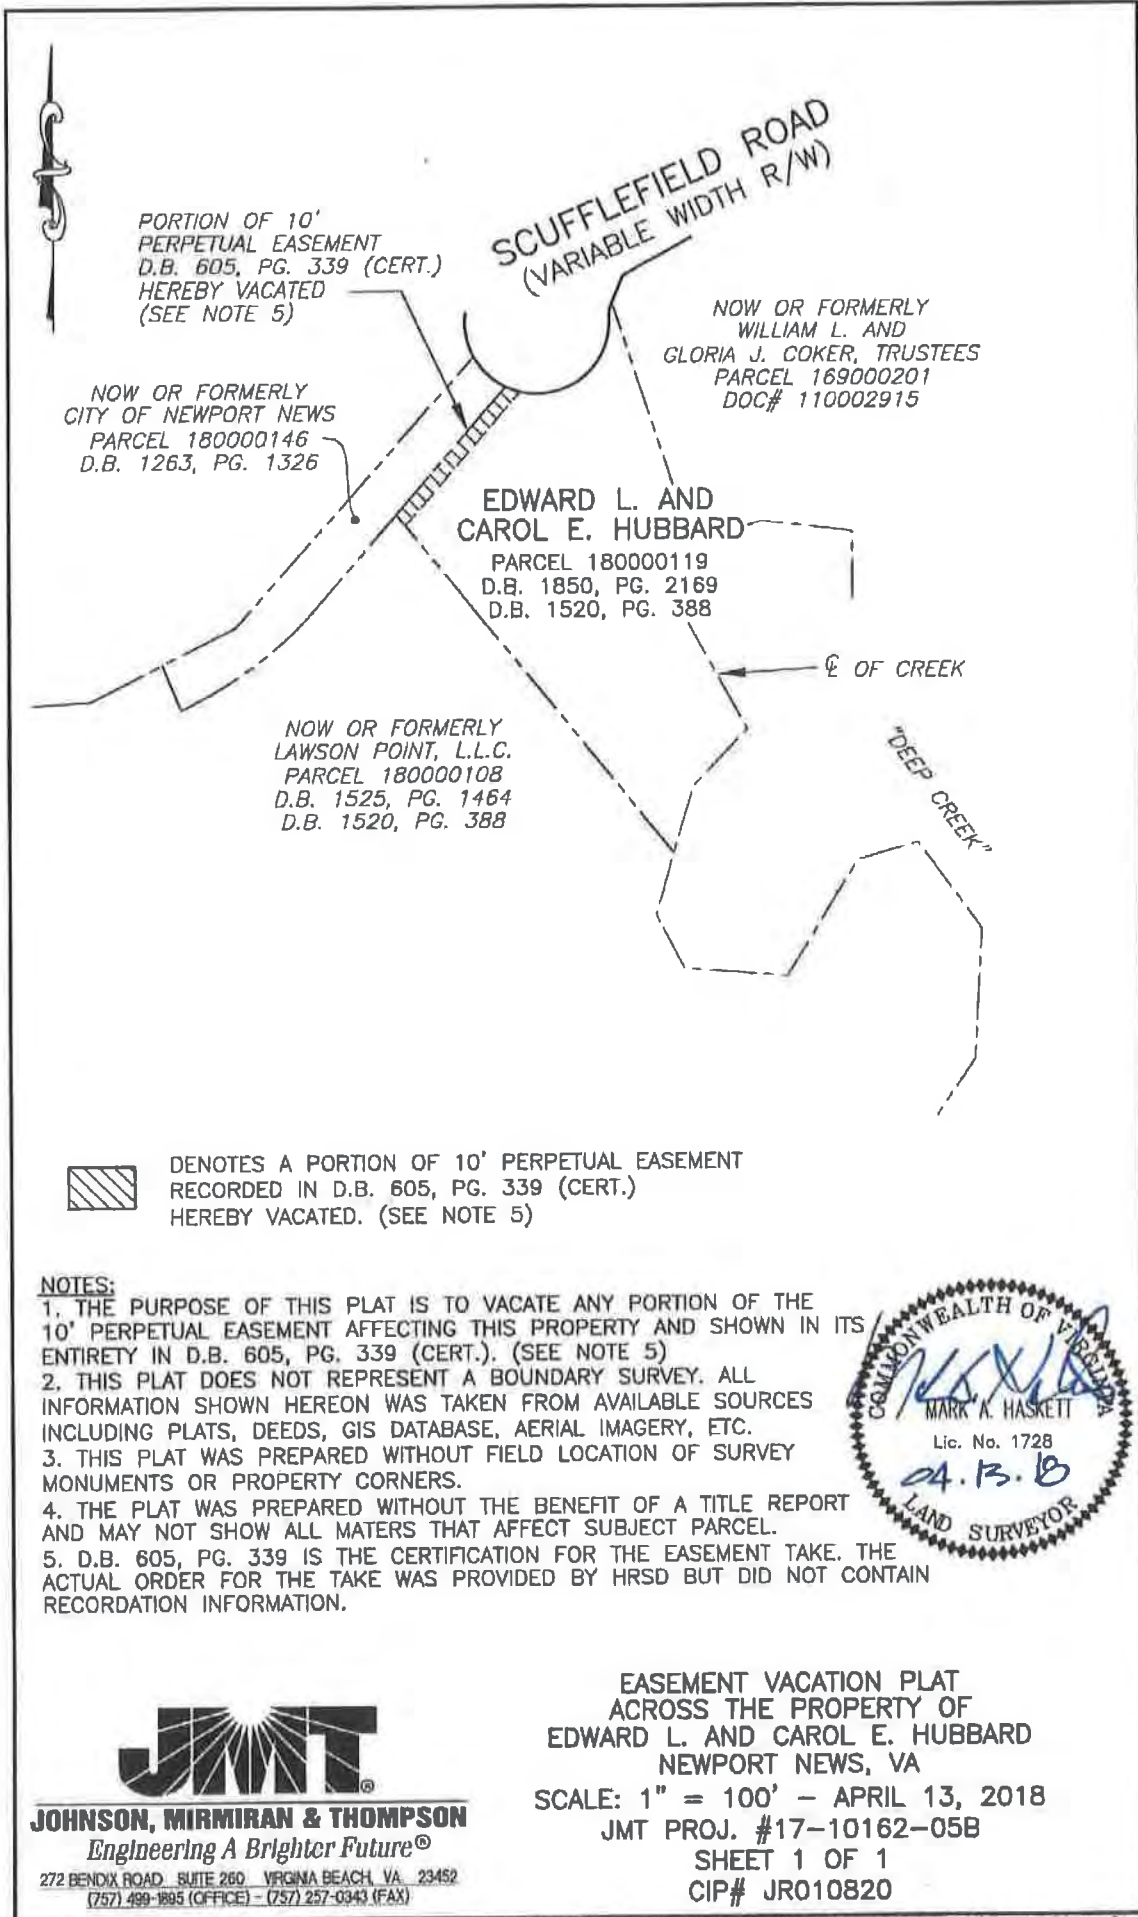 SCUFFLEFIELD ROAD
(VARIABLE WIDTH R/W)
PORTION OF 10'
PERPETUAL EASEMENT
D.B. 605, PG. 339 (CERT.)
HEREBY VACATED
(SEE NOTE 5)
NOW OR FORMERLY
WILLIAM L. AND
GLORIA J. COKER, TRUSTEES
PARCEL 169000201
DOC# 110002915
NOW OR FORMERLY
CITY OF NEWPORT NEWS
PARCEL 180000146
D.B. 1263, PG. 1326
EDWARD L. AND
CAROL E. HUBBARD
PARCEL 180000119
D.B. 1850, PG. 2169
D.B. 1520, PG. 388
℄ OF CREEK
NOW OR FORMERLY
LAWSON POINT, L.L.C.
PARCEL 180000108
D.B. 1525, PG. 1464
D.B. 1520, PG. 388
"DEEP CREEK"
DENOTES A PORTION OF 10' PERPETUAL EASEMENT
RECORDED IN D.B. 605, PG. 339 (CERT.)
HEREBY VACATED. (SEE NOTE 5)
NOTES:
1. THE PURPOSE OF THIS PLAT IS TO VACATE ANY PORTION OF THE
10' PERPETUAL EASEMENT AFFECTING THIS PROPERTY AND SHOWN IN ITS
ENTIRETY IN D.B. 605, PG. 339 (CERT.). (SEE NOTE 5)
2. THIS PLAT DOES NOT REPRESENT A BOUNDARY SURVEY. ALL
INFORMATION SHOWN HEREON WAS TAKEN FROM AVAILABLE SOURCES
INCLUDING PLATS, DEEDS, GIS DATABASE, AERIAL IMAGERY, ETC.
3. THIS PLAT WAS PREPARED WITHOUT FIELD LOCATION OF SURVEY
MONUMENTS OR PROPERTY CORNERS.
4. THE PLAT WAS PREPARED WITHOUT THE BENEFIT OF A TITLE REPORT
AND MAY NOT SHOW ALL MATERS THAT AFFECT SUBJECT PARCEL.
5. D.B. 605, PG. 339 IS THE CERTIFICATION FOR THE EASEMENT TAKE. THE
ACTUAL ORDER FOR THE TAKE WAS PROVIDED BY HRSD BUT DID NOT CONTAIN
RECORDATION INFORMATION.
COMMONWEALTH OF VIRGINIA
MARK A. HASKETT
Lic. No. 1728
04.13.18
LAND SURVEYOR
JMT®
JOHNSON, MIRMIRAN & THOMPSON
Engineering A Brighter Future®
272 BENDIX ROAD SUITE 260 VIRGINIA BEACH, VA 23452
(757) 499-1895 (OFFICE) - (757) 257-0343 (FAX)
EASEMENT VACATION PLAT
ACROSS THE PROPERTY OF
EDWARD L. AND CAROL E. HUBBARD
NEWPORT NEWS, VA
SCALE: 1" = 100' - APRIL 13, 2018
JMT PROJ. #17-10162-05B
SHEET 1 OF 1
CIP# JR010820